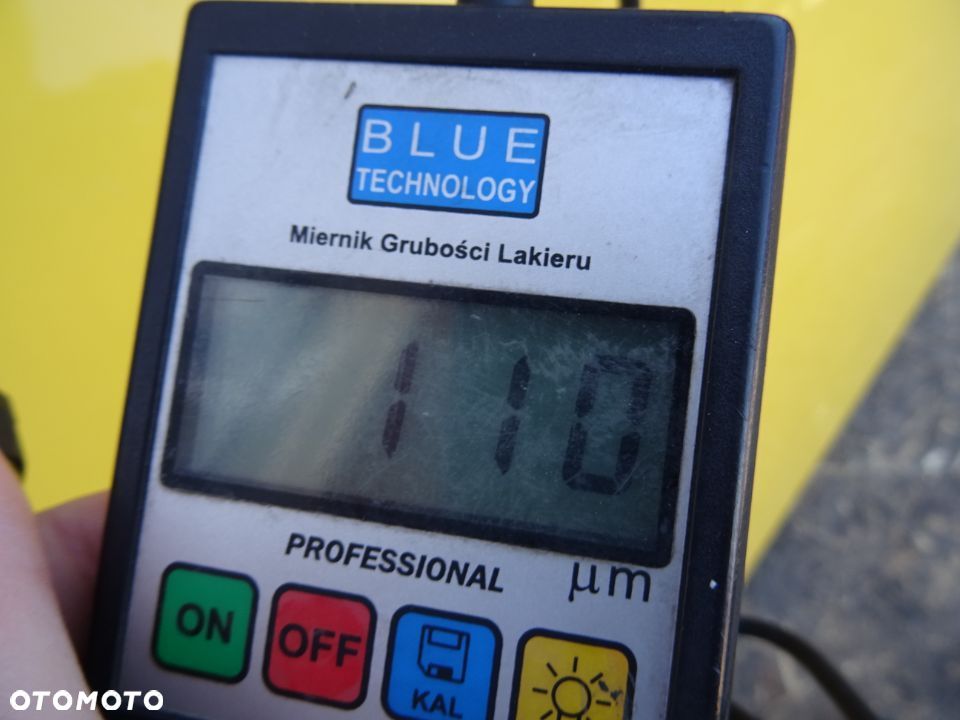 BLUE
TECHNOLOGY
Miernik Grubości Lakieru
110
PROFESSIONAL
µm
ON
OFF
KAL
OTOMOTO